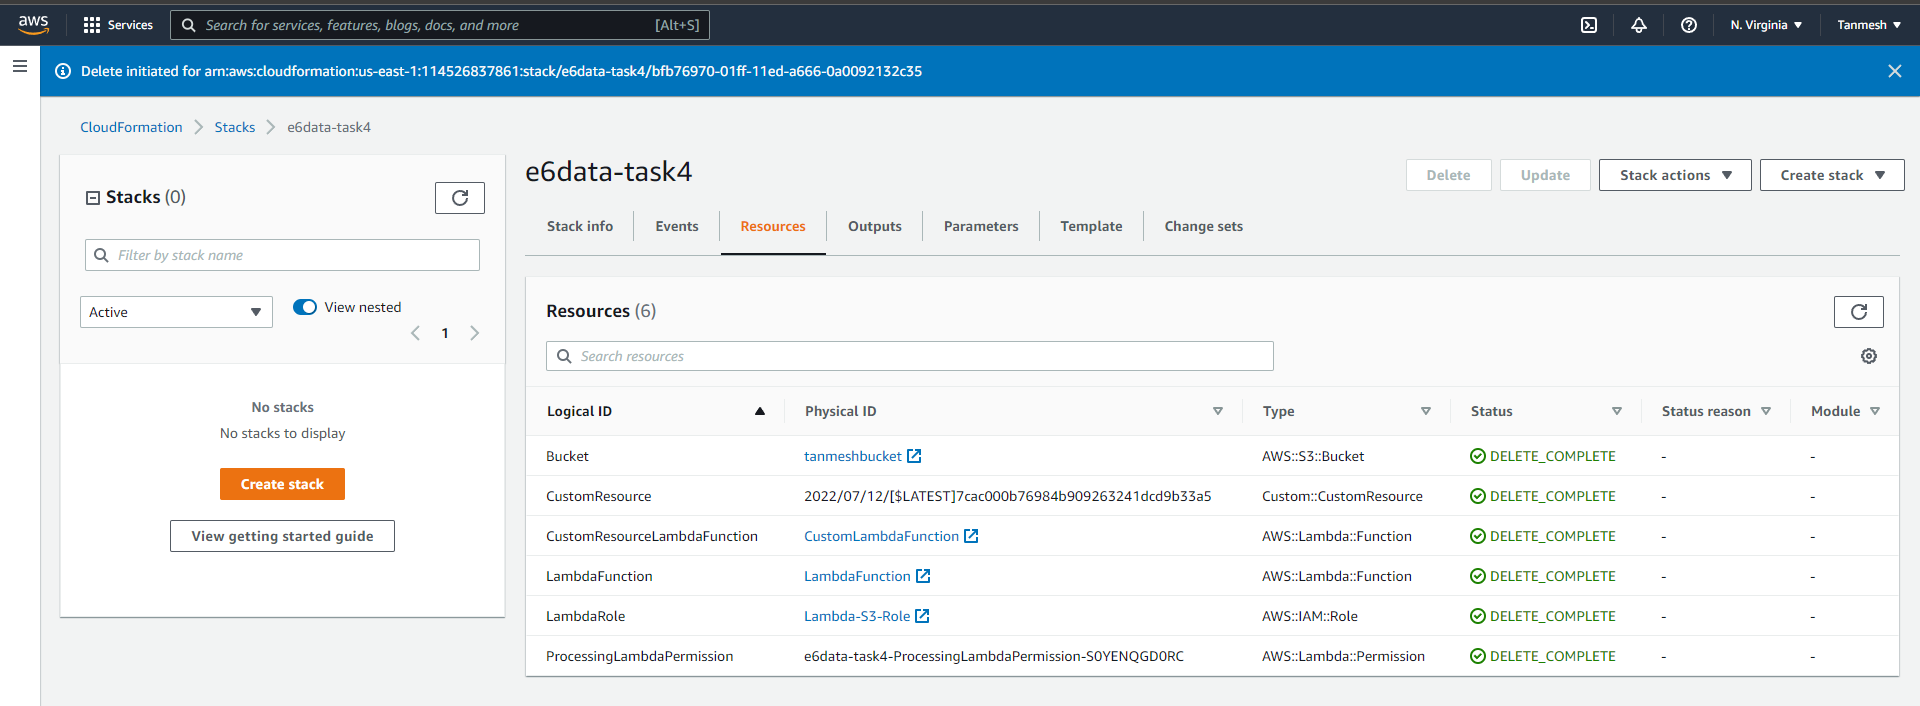 aws Services Search for services, features, blogs, docs, and more [Alt+S] N. Virginia Tanmesh
Delete initiated for arn:aws:cloudformation:us-east-1:114526837861:stack/e6data-task4/bfb76970-01ff-11ed-a666-0a0092132c35
CloudFormation Stacks e6data-task4
Stacks (0)
Filter by stack name
Active View nested
1
No stacks
No stacks to display
Create stack
View getting started guide
e6data-task4 Delete Update Stack actions Create stack
Stack info Events Resources Outputs Parameters Template Change sets
Resources (6)
Search resources
Logical ID Physical ID Type Status Status reason Module
Bucket tanmeshbucket AWS::S3::Bucket DELETE_COMPLETE - -
CustomResource 2022/07/12/[$LATEST]7cac000b76984b909263241dcd9b33a5 Custom::CustomResource DELETE_COMPLETE - -
CustomResourceLambdaFunction CustomLambdaFunction AWS::Lambda::Function DELETE_COMPLETE - -
LambdaFunction LambdaFunction AWS::Lambda::Function DELETE_COMPLETE - -
LambdaRole Lambda-S3-Role AWS::IAM::Role DELETE_COMPLETE - -
ProcessingLambdaPermission e6data-task4-ProcessingLambdaPermission-S0YENQGD0RC AWS::Lambda::Permission DELETE_COMPLETE - -